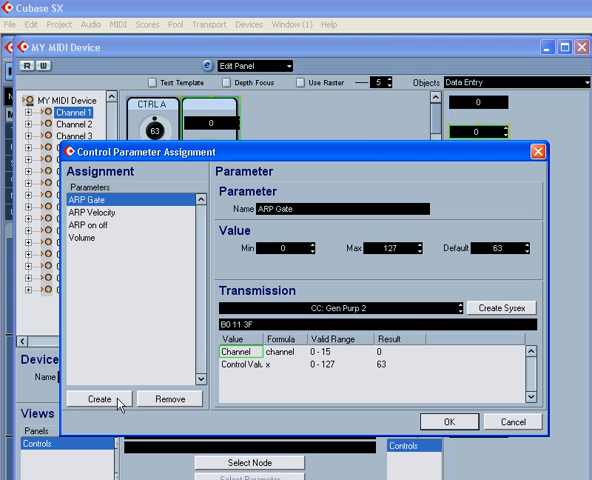 Cubase SX
File Edit Project Audio MIDI Scores Pool Transport Devices Window (1) Help
MY MIDI Device
R W e Edit Panel
Test Template Depth Focus Use Raster 5 Objects Data Entry
MY MIDI Device
Channel 1
Channel 2
Channel 3
CTRL A
63
0
0
0
Control Parameter Assignment
Assignment
Parameters
ARP Gate
ARP Velocity
ARP on off
Volume
Create Remove
Parameter
Parameter
Name ARP Gate
Value
Min 0 Max 127 Default 63
Transmission
CC: Gen Purp 2 Create Sysex
B0 11 3F
Value Formula Valid Range Result
Channel channel 0 - 15 0
Control Valu x 0 - 127 63
OK Cancel
Device
Name
Views
Panels
Controls
Controls
Select Node
Select Parameter